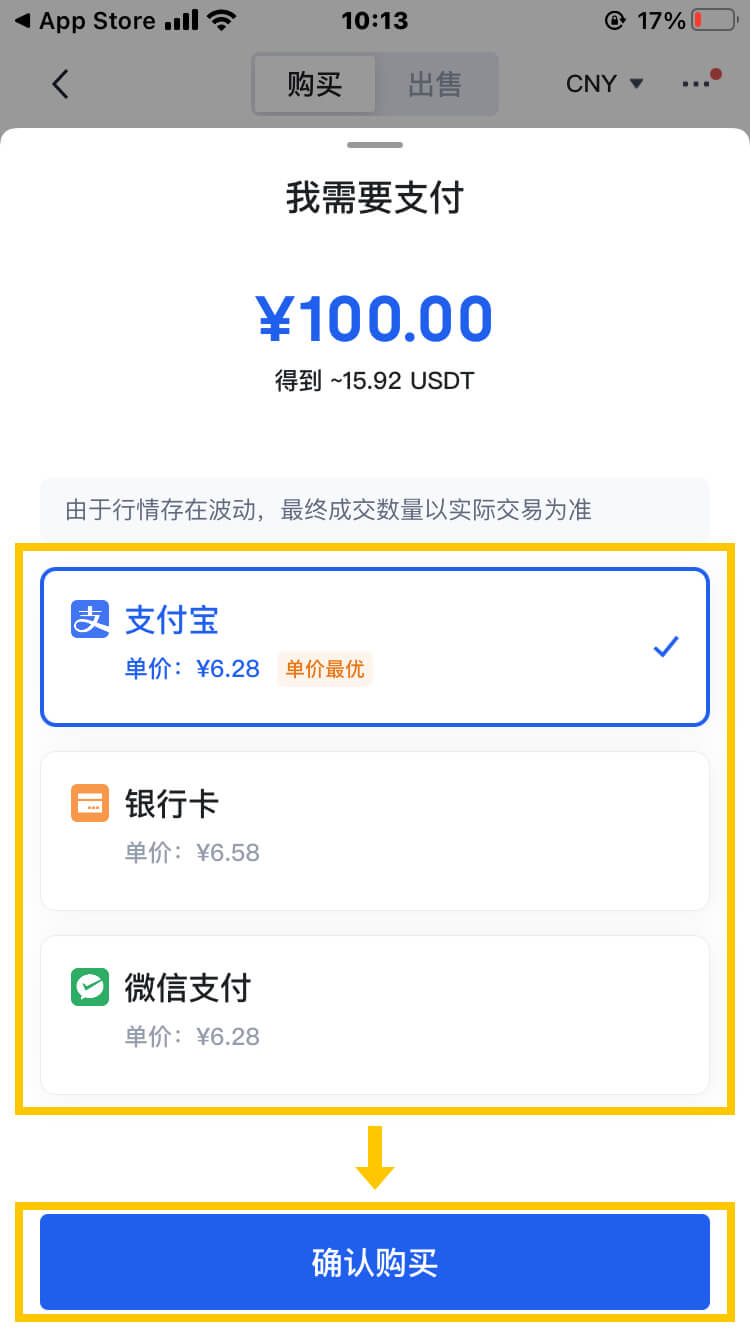 App Store
10:13
17%
购买
出售
CNY
我需要支付
¥100.00
得到 ~15.92 USDT
由于行情存在波动，最终成交数量以实际交易为准
支 支付宝
单价：¥6.28 单价最优
银行卡
单价：¥6.58
微信支付
单价：¥6.28
确认购买